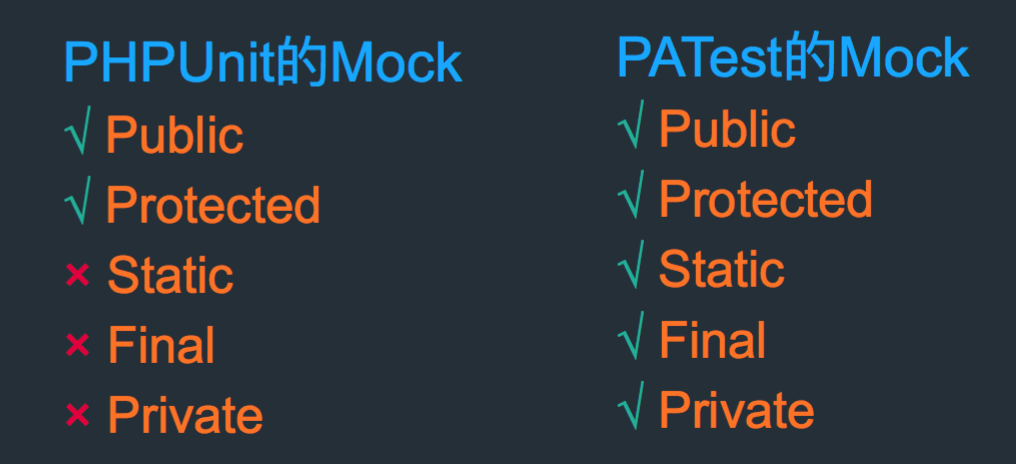 PHPUnit的Mock
√ Public
√ Protected
× Static
× Final
× Private
PATest的Mock
√ Public
√ Protected
√ Static
√ Final
√ Private